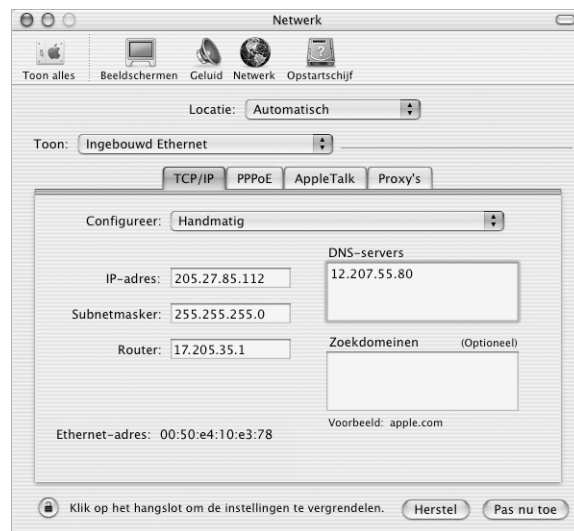 Netwerk
Toon alles Beeldschermen Geluid Netwerk Opstartschijf
Locatie: Automatisch
Toon: Ingebouwd Ethernet
TCP/IP PPPoE AppleTalk Proxy's
Configureer: Handmatig
DNS-servers
IP-adres: 205.27.85.112 12.207.55.80
Subnetmasker: 255.255.255.0
Router: 17.205.35.1 Zoekdomeinen (Optioneel)
Voorbeeld: apple.com
Ethernet-adres: 00:50:e4:10:e3:78
Klik op het hangslot om de instellingen te vergrendelen. Herstel Pas nu toe